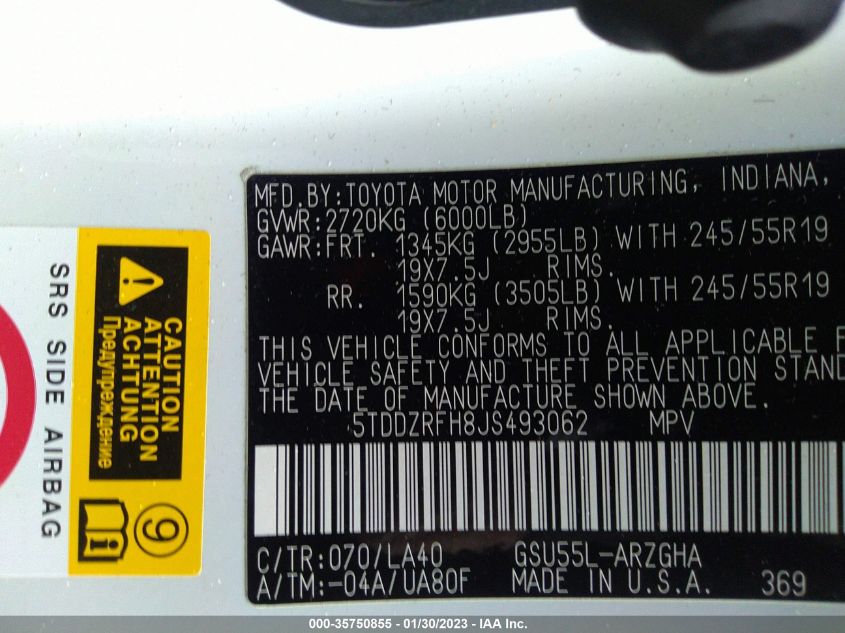 MFD.BY:TOYOTA MOTOR MANUFACTURING, INDIANA,
GVWR:2720KG (6000LB)
GAWR:FRT. 1345KG (2955LB) WITH 245/55R19
19X7.5J RIMS.
RR. 1590KG (3505LB) WITH 245/55R19
19X7.5J RIMS.
THIS VEHICLE CONFORMS TO ALL APPLICABLE F
VEHICLE SAFETY AND THEFT PREVENTION STAND
THE DATE OF MANUFACTURE SHOWN ABOVE.
5TDDZRFH8JS493062 MPV
C/TR:070/LA40 GSU55L-ARZGHA
A/TM:-04A/UA80F MADE IN U.S.A. 369
CAUTION
ATTENTION
ACHTUNG
Предупреждение
9
i
SRS SIDE AIRBAG
000-35750855 - 01/30/2023 - IAA Inc.